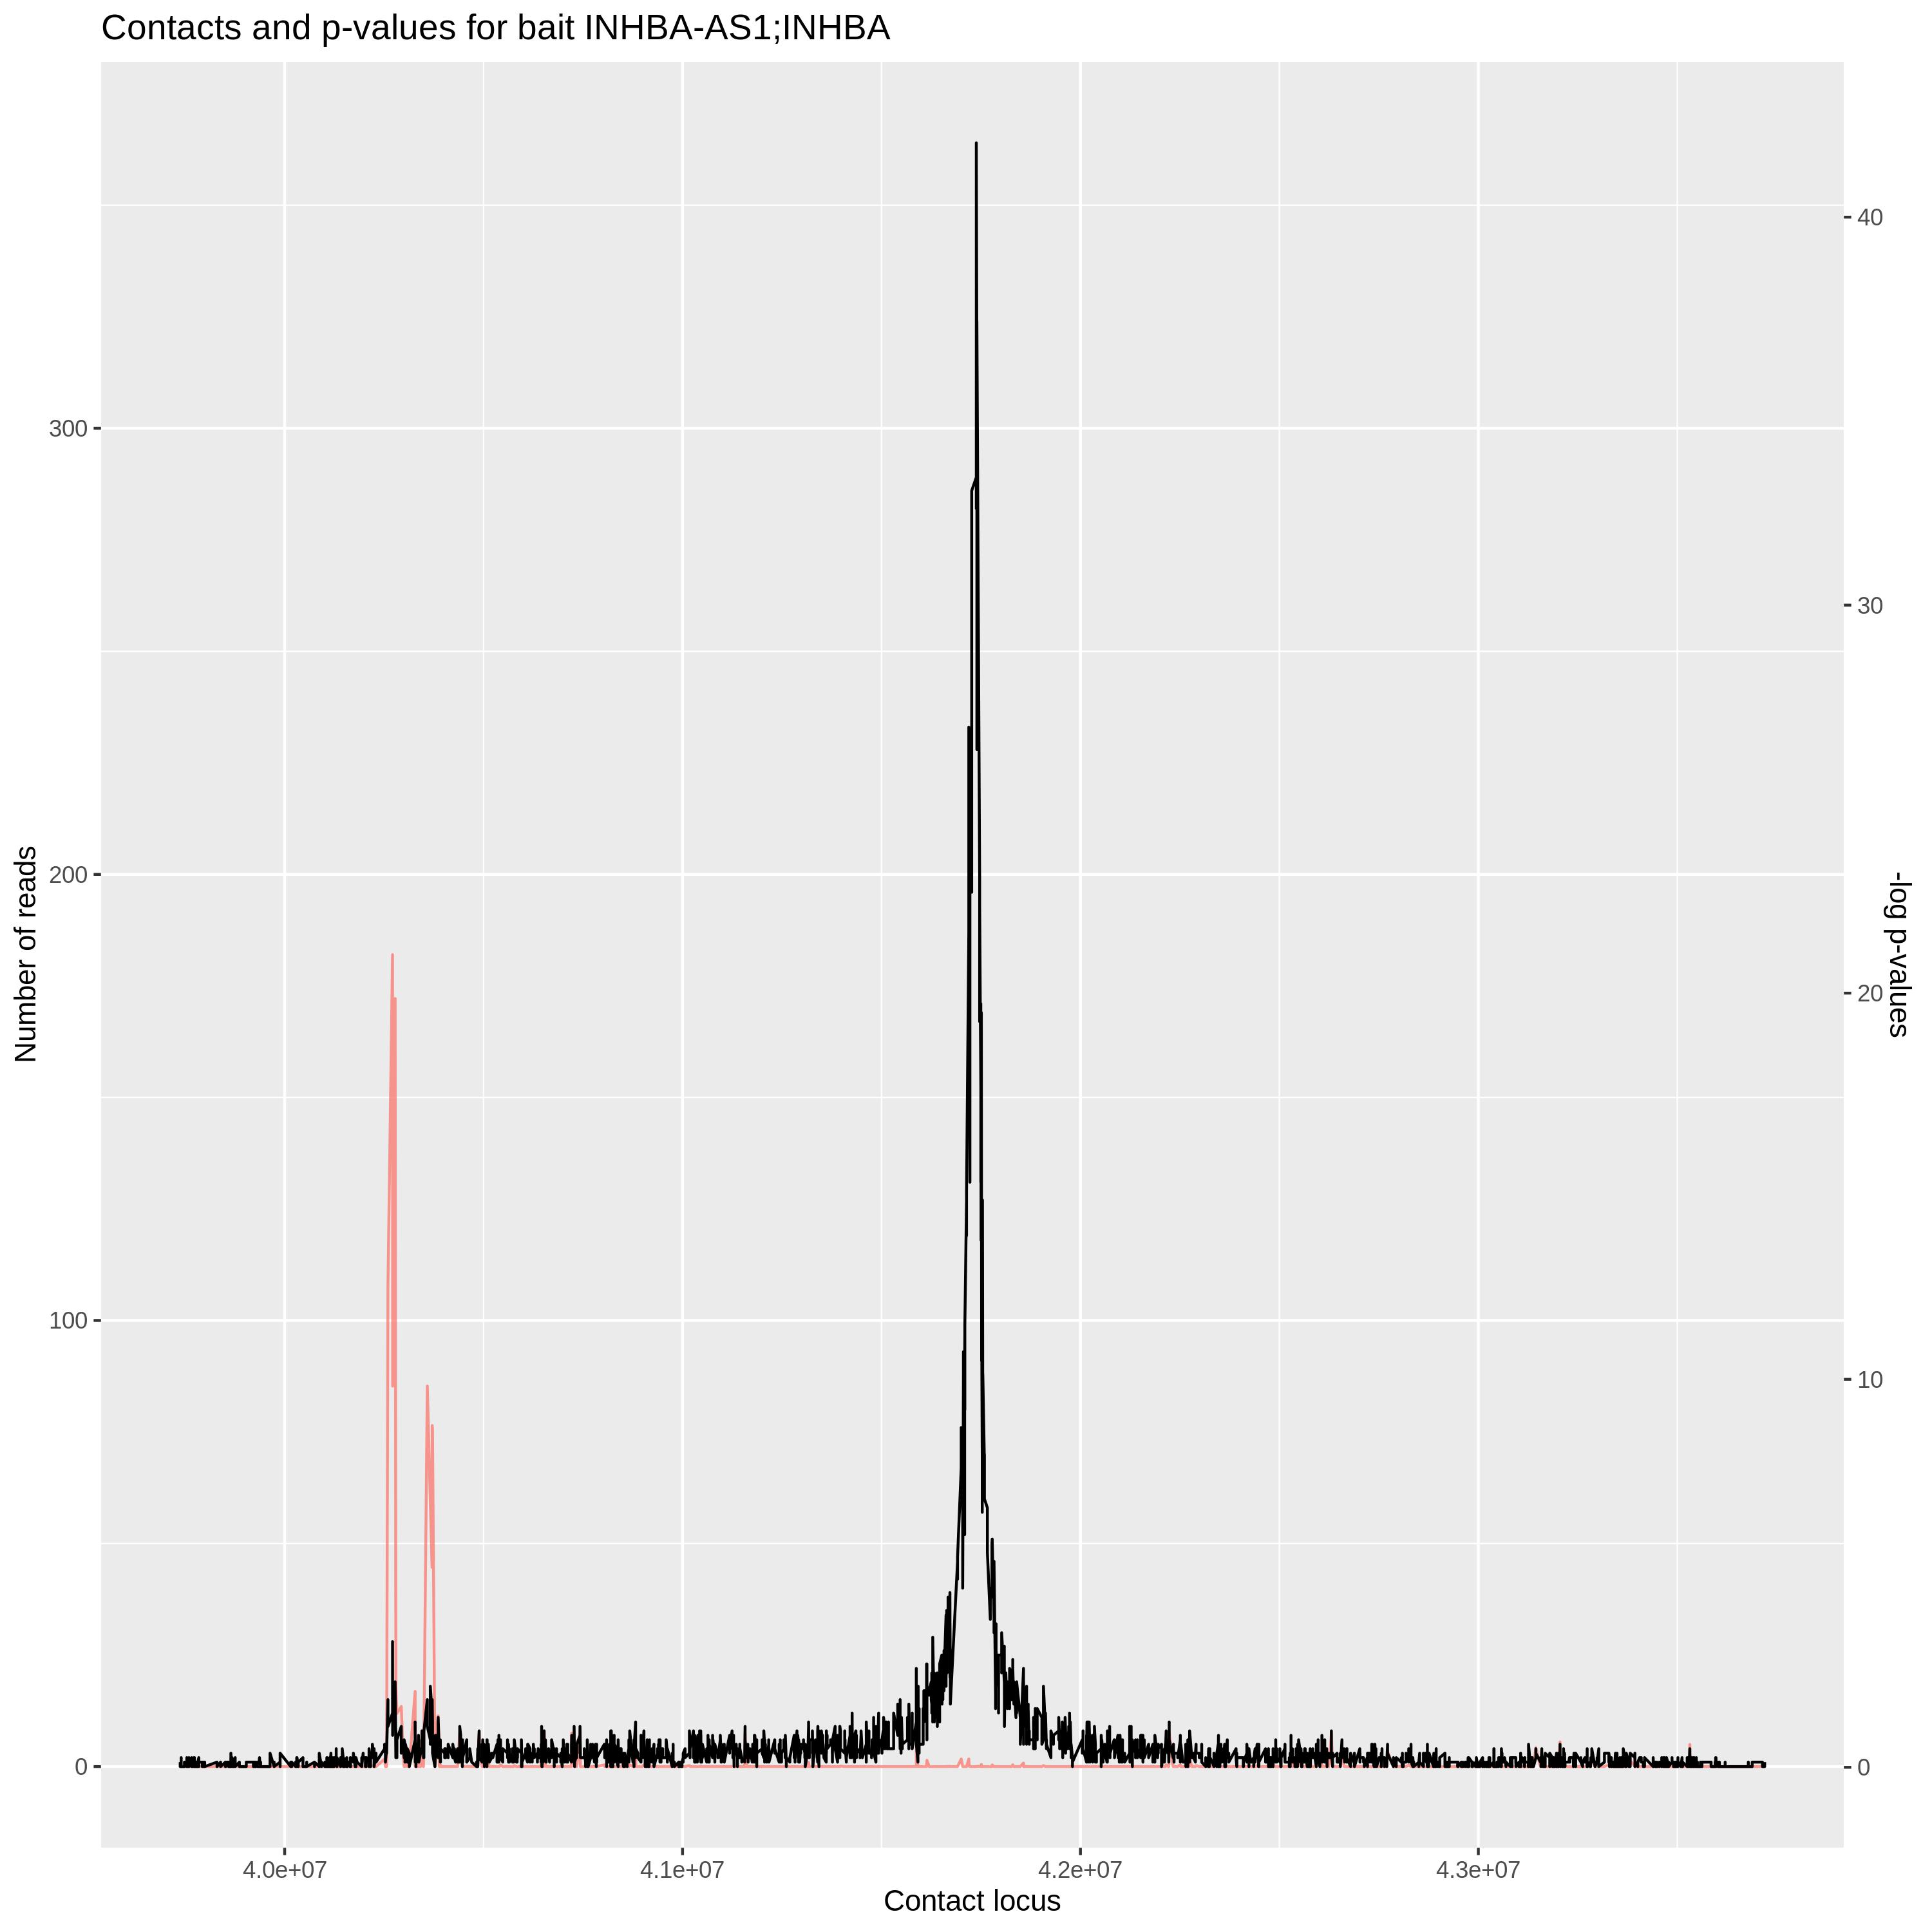 Contacts and p-values for bait INHBA-AS1;INHBA
Number of reads
300
200
100
0
40
30
20
10
0
-log p-values
4.0e+07
4.1e+07
4.2e+07
4.3e+07
Contact locus